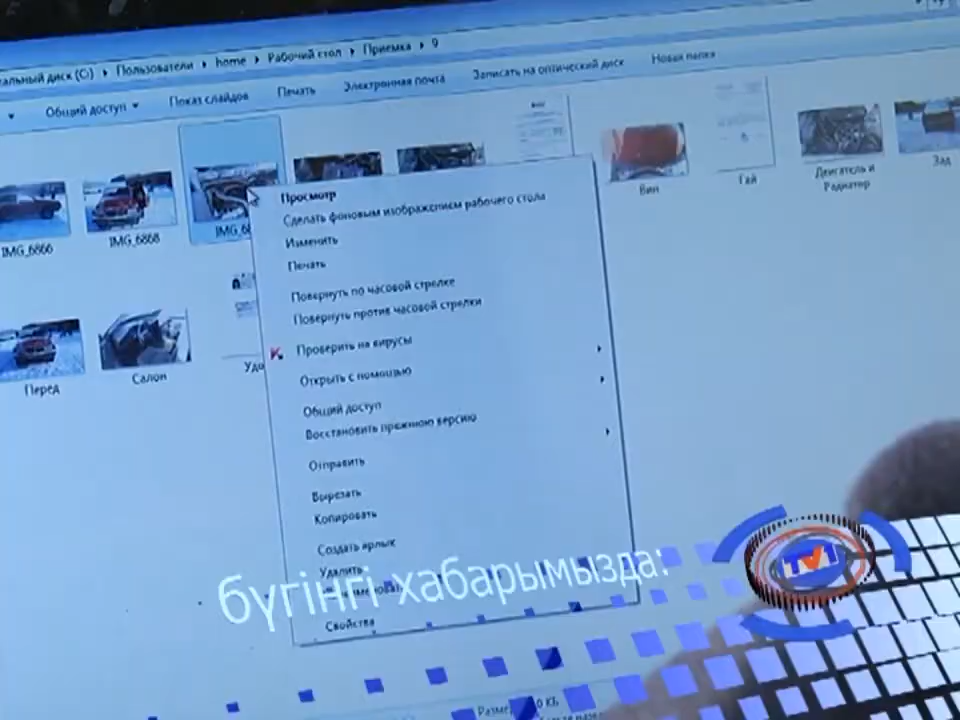 альный диск (C:) ▸ Пользователи ▸ home ▸ Рабочий стол ▸ Приемка ▸ 9
Общий доступ Показ слайдов Печать Электронная почта Записать на оптический диск Новая папка
IMG_6866
IMG_6868
Вин
Гай
Двигатель и
Радиатор
Зад
Перед
Салон
Просмотр
Сделать фоновым изображением рабочего стола
Изменить
Печать
Повернуть по часовой стрелке
Повернуть против часовой стрелки
Проверить на вирусы
Открыть с помощью
Общий доступ
Восстановить прежнюю версию
Отправить
Вырезать
Копировать
Создать ярлык
Удалить
Свойства
бүгінгі хабарымызда:
TVT